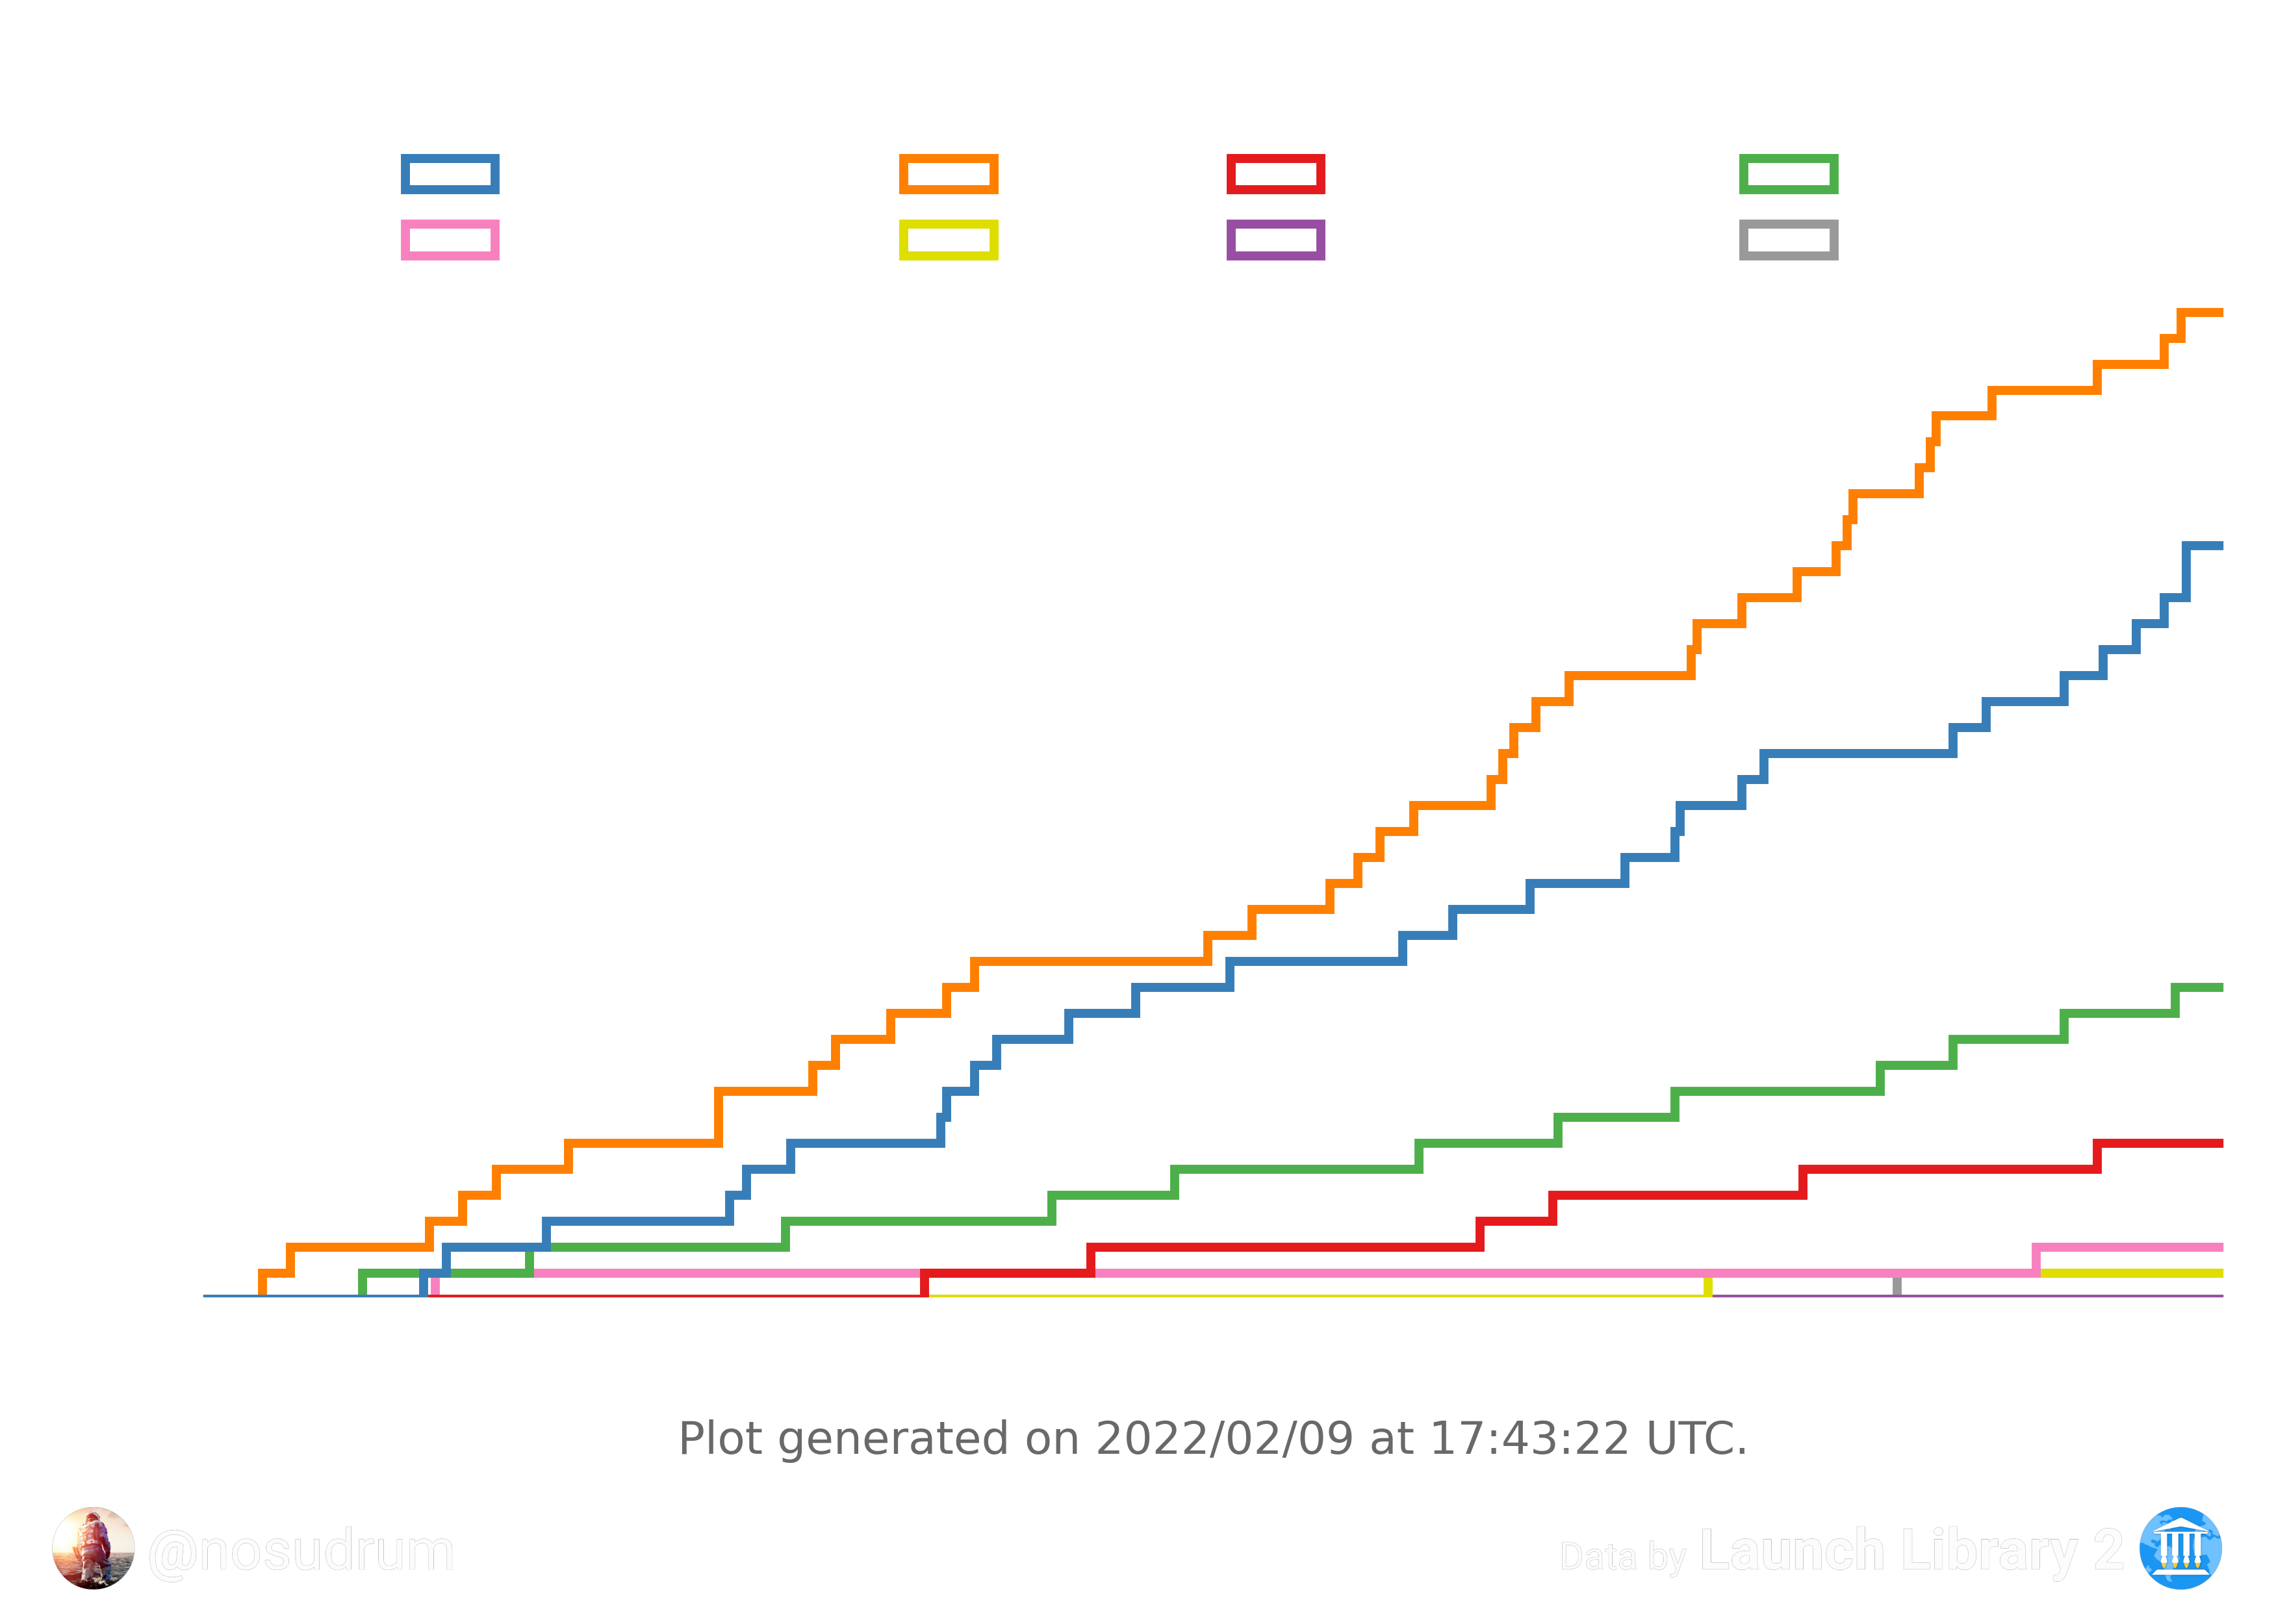 Plot generated on 2022/02/09 at 17:43:22 UTC.
@nosudrum
Data by Launch Library 2